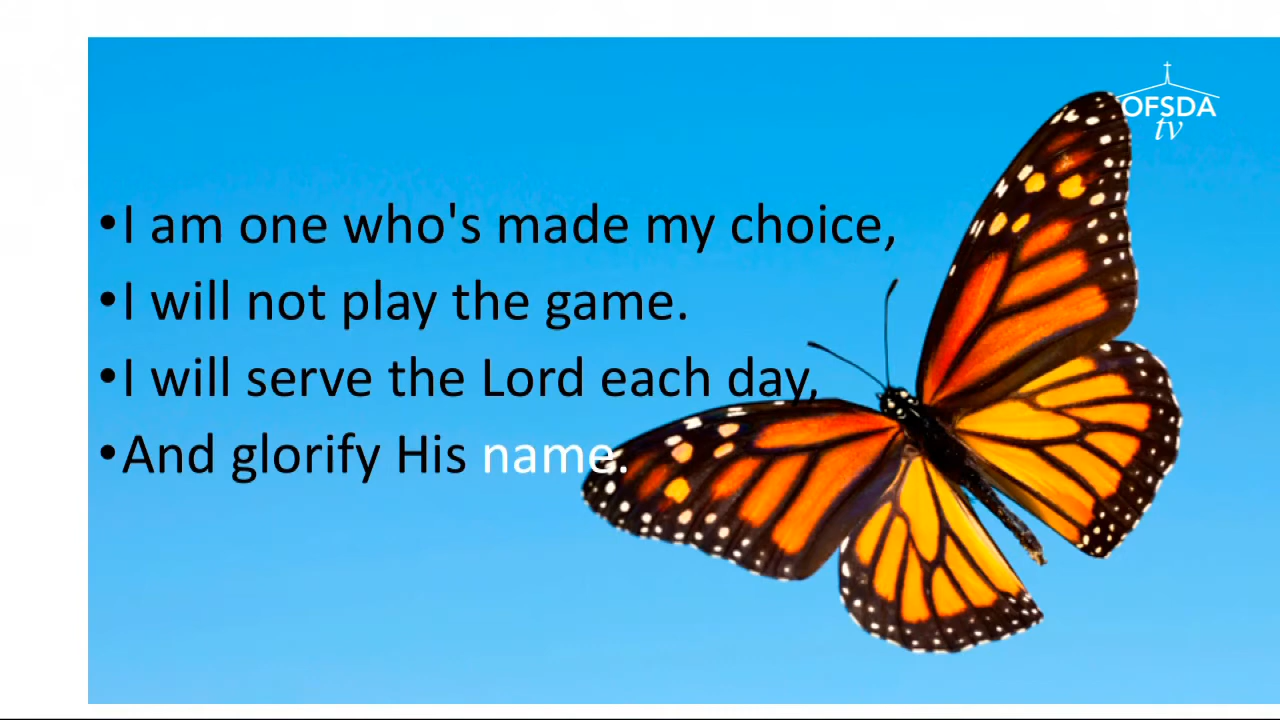 OFSDA
tv
•I am one who's made my choice,
•I will not play the game.
•I will serve the Lord each day,
•And glorify His name.